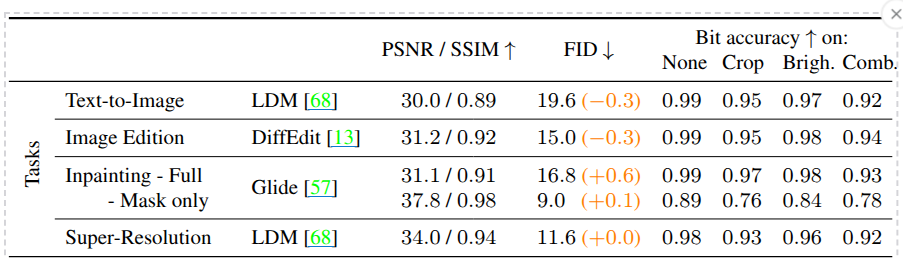 PSNR / SSIM ↑ FID ↓ Bit accuracy ↑ on:
None Crop Brigh. Comb.
Tasks
Text-to-Image LDM [68] 30.0 / 0.89 19.6 (−0.3) 0.99 0.95 0.97 0.92
Image Edition DiffEdit [13] 31.2 / 0.92 15.0 (−0.3) 0.99 0.95 0.98 0.94
Inpainting - Full Glide [57] 31.1 / 0.91 16.8 (+0.6) 0.99 0.97 0.98 0.93
- Mask only 37.8 / 0.98 9.0 (+0.1) 0.89 0.76 0.84 0.78
Super-Resolution LDM [68] 34.0 / 0.94 11.6 (+0.0) 0.98 0.93 0.96 0.92